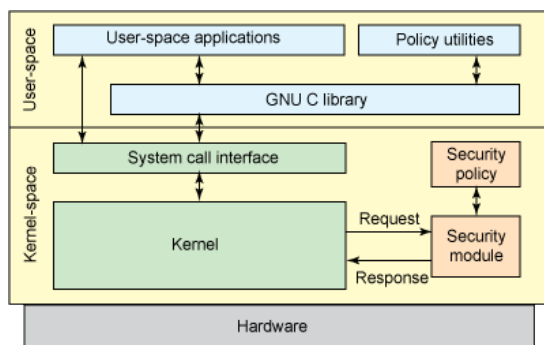 User-space
User-space applications
Policy utilities
GNU C library
Kernel-space
System call interface
Security
policy
Kernel
Request
Response
Security
module
Hardware